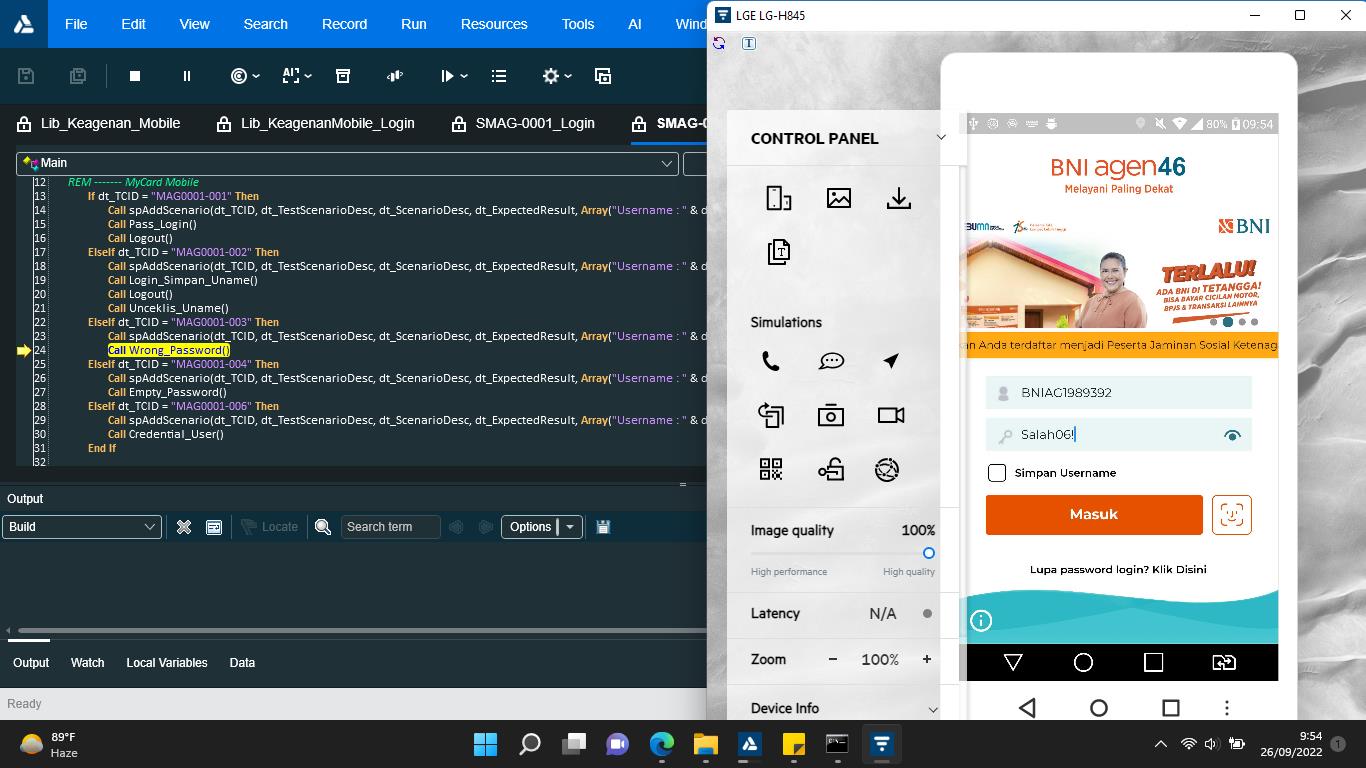 File Edit View Search Record Run Resources Tools AI Wind
LGE LG-H845
Lib_Keagenan_Mobile Lib_KeagenanMobile_Login SMAG-0001_Login SMAG-0
Main
12 REM ------- MyCard Mobile
13 If dt_TCID = "MAG0001-001" Then
14 Call spAddScenario(dt_TCID, dt_TestScenarioDesc, dt_ScenarioDesc, dt_ExpectedResult, Array("Username : " & d
15 Call Pass_Login()
16 Call Logout()
17 ElseIf dt_TCID = "MAG0001-002" Then
18 Call spAddScenario(dt_TCID, dt_TestScenarioDesc, dt_ScenarioDesc, dt_ExpectedResult, Array("Username : " & d
19 Call Login_Simpan_Uname()
20 Call Logout()
21 Call Unceklis_Uname()
22 ElseIf dt_TCID = "MAG0001-003" Then
23 Call spAddScenario(dt_TCID, dt_TestScenarioDesc, dt_ScenarioDesc, dt_ExpectedResult, Array("Username : " & d
24 Call Wrong_Password()
25 ElseIf dt_TCID = "MAG0001-004" Then
26 Call spAddScenario(dt_TCID, dt_TestScenarioDesc, dt_ScenarioDesc, dt_ExpectedResult, Array("Username : " & d
27 Call Empty_Password()
28 ElseIf dt_TCID = "MAG0001-006" Then
29 Call spAddScenario(dt_TCID, dt_TestScenarioDesc, dt_ScenarioDesc, dt_ExpectedResult, Array("Username : " & d
30 Call Credential_User()
31 End If
32
Output
Build Locate Search term Options
Output Watch Local Variables Data
Ready
CONTROL PANEL
Simulations
Image quality 100%
High performance High quality
Latency N/A
Zoom − 100% +
Device Info
80% 09:54
BNI agen46
Melayani Paling Dekat
BUMN BNI
TERLALU!
ADA BNI DI TETANGGA!
BISA BAYAR CICILAN MOTOR,
BPJS & TRANSAKSI LAINNYA
an Anda terdaftar menjadi Peserta Jaminan Sosial Ketenag
BNIAG1989392
Salah06!
Simpan Username
Masuk
Lupa password login? Klik Disini
89°F
Haze
9:54
26/09/2022
1